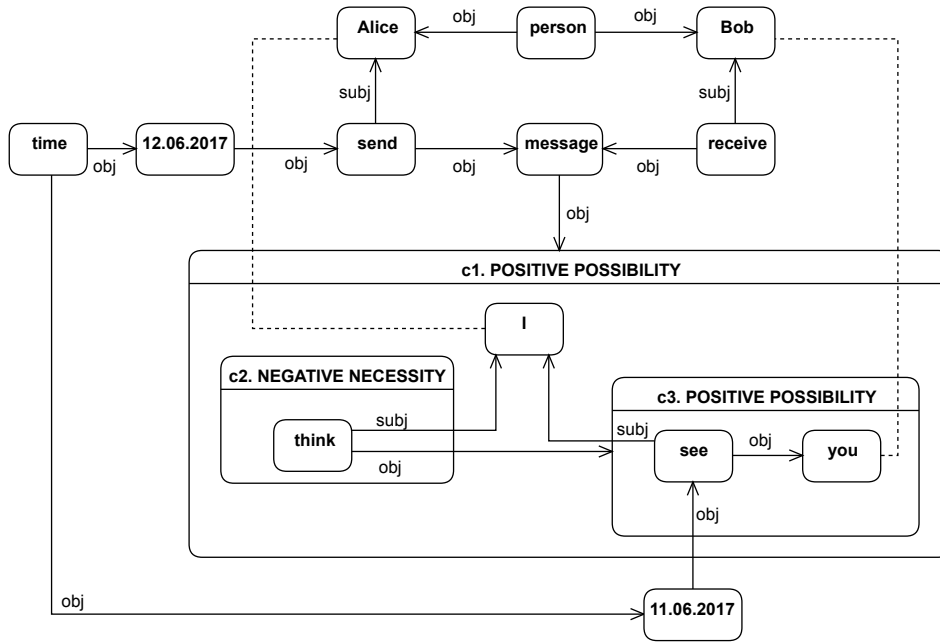 Alice
obj
person
obj
Bob
subj
subj
time
obj
12.06.2017
obj
send
obj
message
obj
receive
obj
c1. POSITIVE POSSIBILITY
I
c2. NEGATIVE NECESSITY
think
subj
obj
c3. POSITIVE POSSIBILITY
subj
see
obj
you
obj
obj
11.06.2017